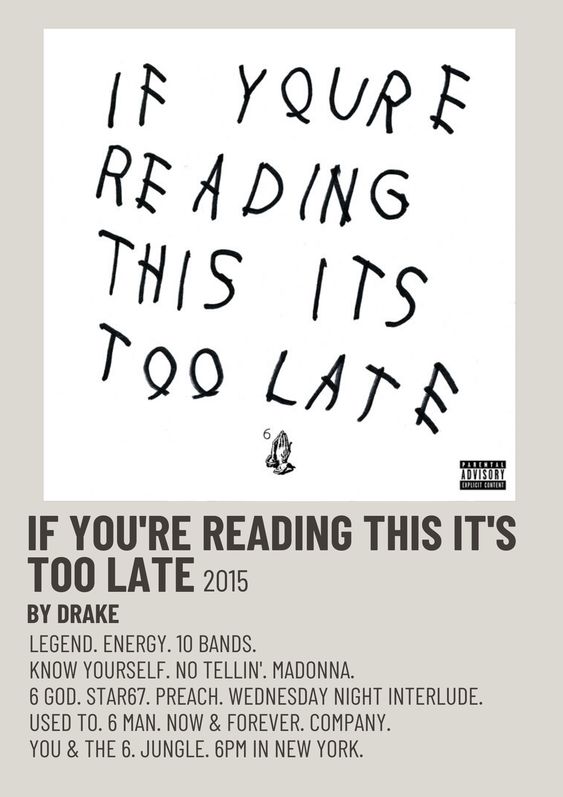 IF YOURE
READING
THIS ITS
TOO LATE
6
PARENTAL
ADVISORY
EXPLICIT CONTENT
IF YOU'RE READING THIS IT'S
TOO LATE 2015
BY DRAKE
LEGEND. ENERGY. 10 BANDS.
KNOW YOURSELF. NO TELLIN'. MADONNA.
6 GOD. STAR67. PREACH. WEDNESDAY NIGHT INTERLUDE.
USED TO. 6 MAN. NOW & FOREVER. COMPANY.
YOU & THE 6. JUNGLE. 6PM IN NEW YORK.